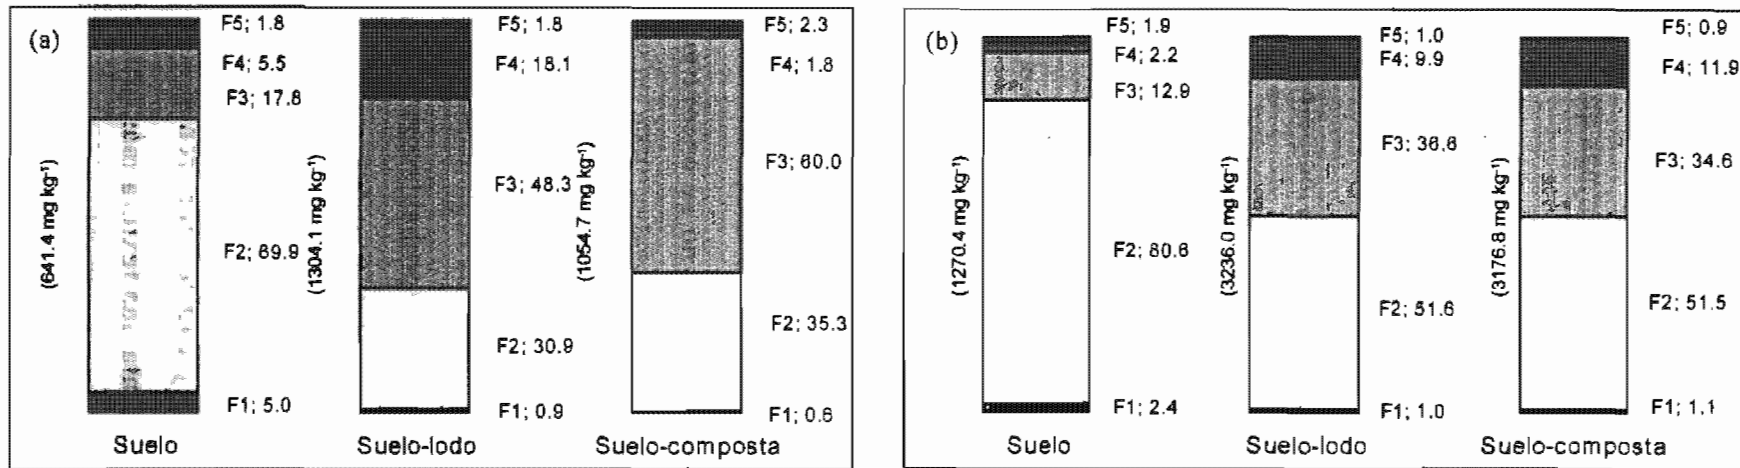 (a)
(641.4 mg kg⁻¹)
F5; 1.8
F4; 5.5
F3; 17.8
F2; 69.9
F1; 5.0
Suelo
(1304.1 mg kg⁻¹)
F5; 1.8
F4; 18.1
F3; 48.3
F2; 30.9
F1; 0.9
Suelo-lodo
(1054.7 mg kg⁻¹)
F5; 2.3
F4; 1.8
F3; 60.0
F2; 35.3
F1; 0.6
Suelo-composta
(b)
(1270.4 mg kg⁻¹)
F5; 1.9
F4; 2.2
F3; 12.9
F2; 80.6
F1; 2.4
Suelo
(3236.0 mg kg⁻¹)
F5; 1.0
F4; 9.9
F3; 36.6
F2; 51.6
F1; 1.0
Suelo-lodo
(3176.8 mg kg⁻¹)
F5; 0.9
F4; 11.9
F3; 34.6
F2; 51.5
F1; 1.1
Suelo-composta